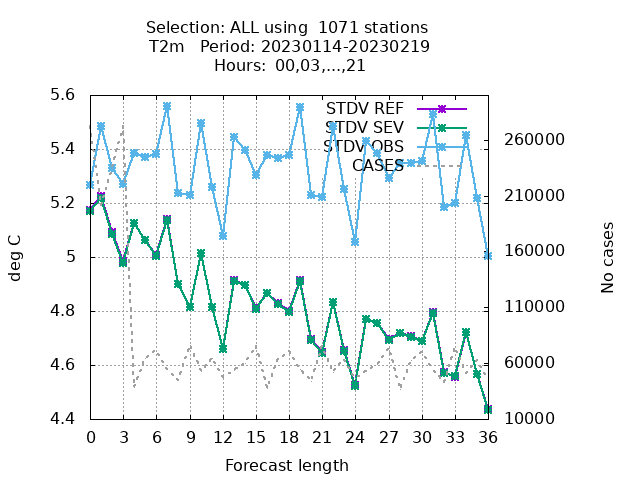 Selection: ALL using  1071 stations
T2m   Period: 20230114-20230219
Hours:  00,03,...,21
STDV REF
STDV SEV
STDV OBS
CASES
5.6
5.4
5.2
5
4.8
4.6
4.4
deg C
260000
210000
160000
110000
60000
10000
No cases
0 3 6 9 12 15 18 21 24 27 30 33 36
Forecast length